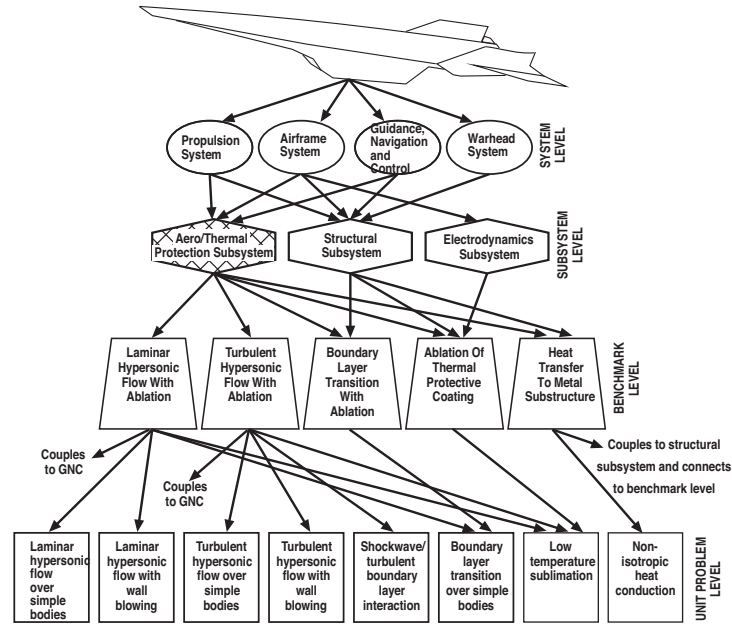 Propulsion
System
Airframe
System
Guidance,
Navigation
and
Control
Warhead
System
SYSTEM
LEVEL
Aero/Thermal
Protection Subsystem
Structural
Subsystem
Electrodynamics
Subsystem
SUBSYSTEM
LEVEL
Laminar
Hypersonic
Flow With
Ablation
Turbulent
Hypersonic
Flow With
Ablation
Boundary
Layer
Transition
With
Ablation
Ablation Of
Thermal
Protective
Coating
Heat
Transfer
To Metal
Substructure
BENCHMARK
LEVEL
Couples
to GNC
Couples
to GNC
Couples to structural
subsystem and connects
to benchmark level
Laminar
hypersonic
flow
over
simple
bodies
Laminar
hypersonic
flow with
wall
blowing
Turbulent
hypersonic
flow over
simple
bodies
Turbulent
hypersonic
flow with
wall
blowing
Shockwave/
turbulent
boundary
layer
interaction
Boundary
layer
transition
over simple
bodies
Low
temperature
sublimation
Non-
isotropic
heat
conduction
UNIT PROBLEM
LEVEL